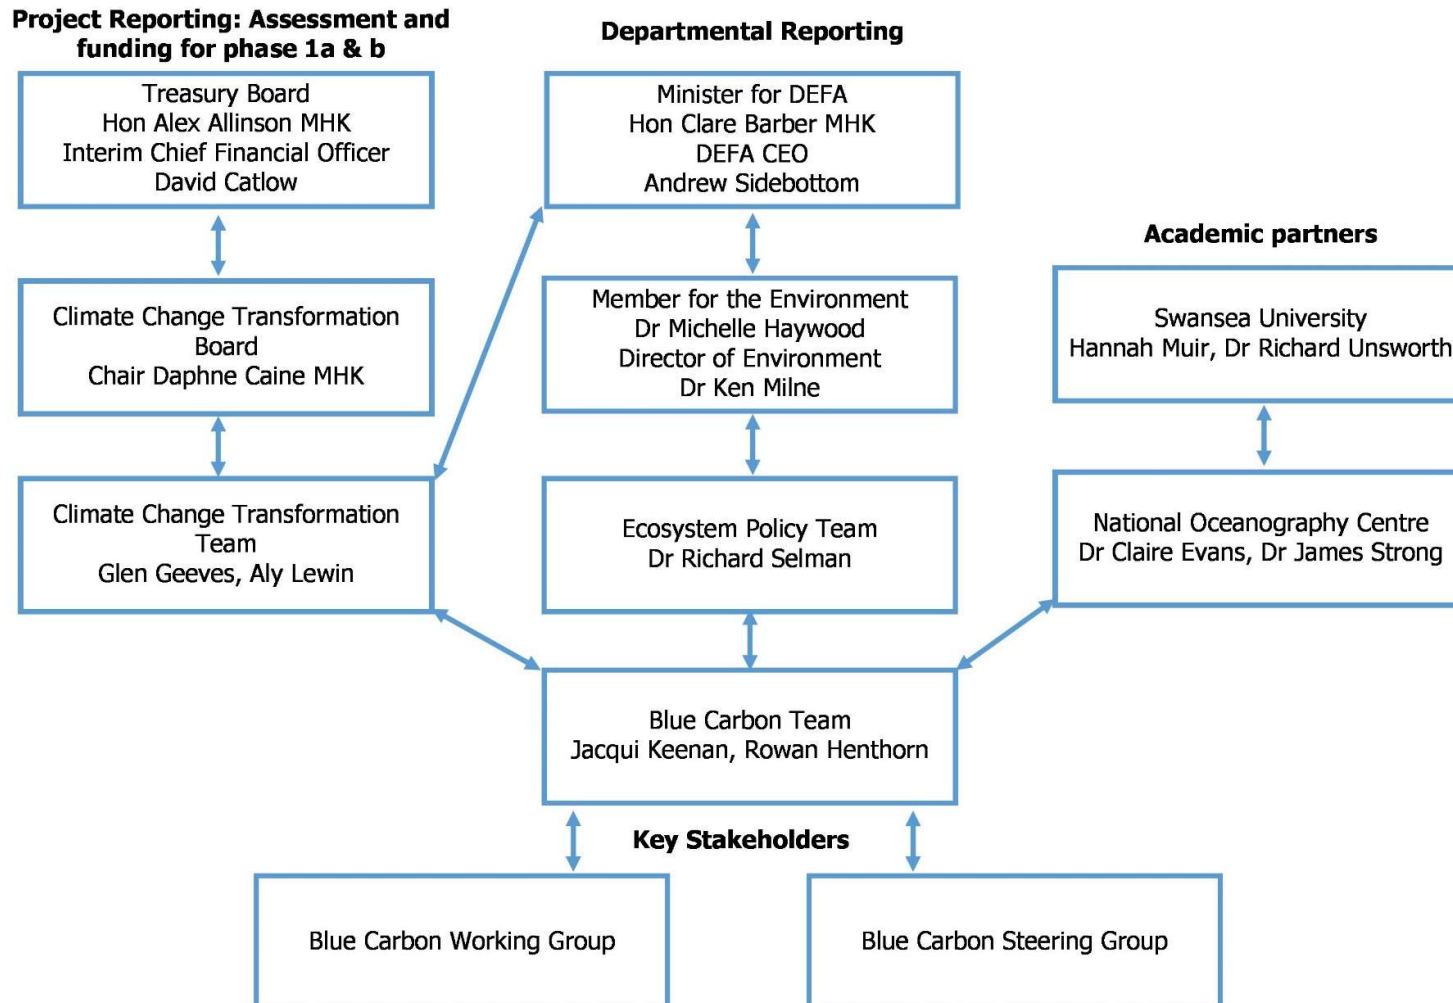 Project Reporting: Assessment and
funding for phase 1a & b
Treasury Board
Hon Alex Allinson MHK
Interim Chief Financial Officer
David Catlow
Climate Change Transformation
Board
Chair Daphne Caine MHK
Climate Change Transformation
Team
Glen Geeves, Aly Lewin
Departmental Reporting
Minister for DEFA
Hon Clare Barber MHK
DEFA CEO
Andrew Sidebottom
Member for the Environment
Dr Michelle Haywood
Director of Environment
Dr Ken Milne
Ecosystem Policy Team
Dr Richard Selman
Academic partners
Swansea University
Hannah Muir, Dr Richard Unsworth
National Oceanography Centre
Dr Claire Evans, Dr James Strong
Blue Carbon Team
Jacqui Keenan, Rowan Henthorn
Key Stakeholders
Blue Carbon Working Group
Blue Carbon Steering Group